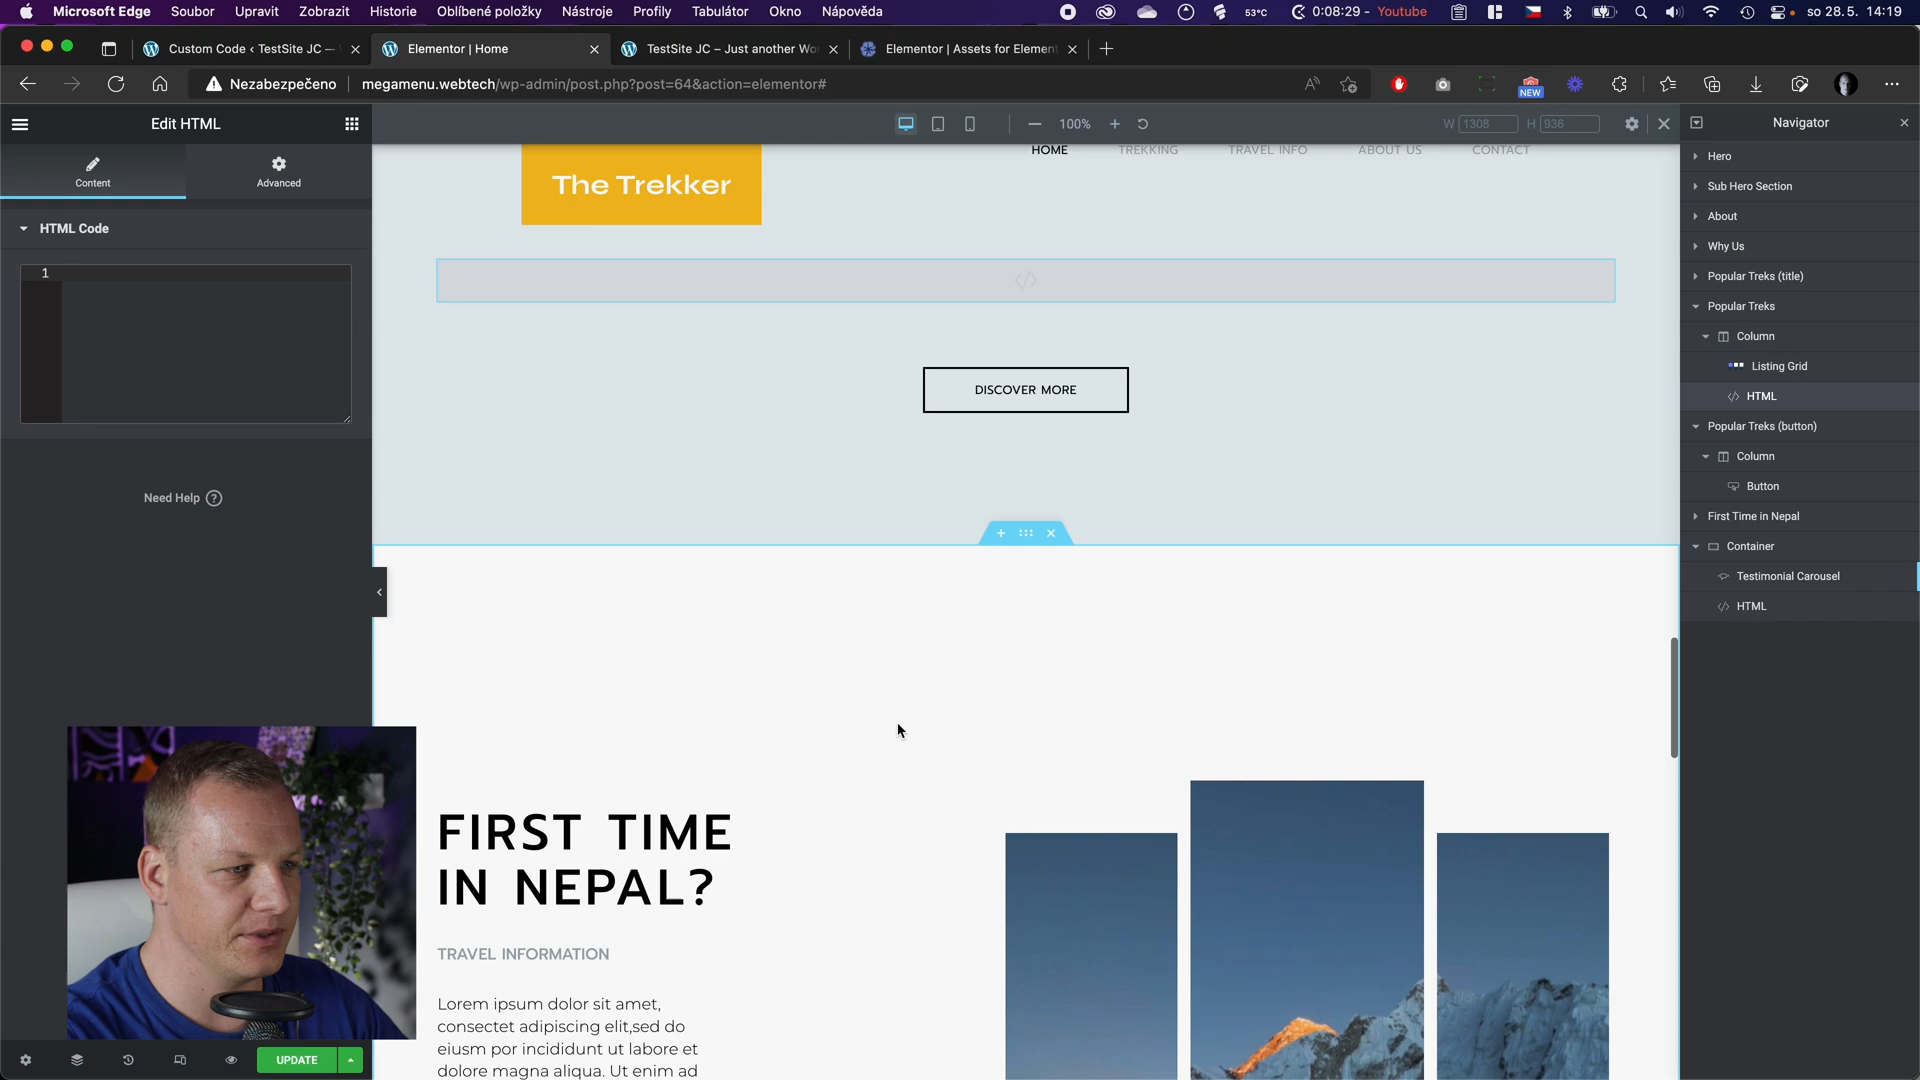 Microsoft Edge Soubor Upravit Zobrazit Historie Oblíbené položky Nástroje Profily Tabulátor Okno Nápověda 53°C 0:08:29 - Youtube so 28.5. 14:19
Custom Code ‹ TestSite JC — Elementor | Home TestSite JC – Just another Wo Elementor | Assets for Element
Nezabezpečeno megamenu.webtech/wp-admin/post.php?post=64&action=elementor# NEW
Edit HTML 100% W 1308 H 936 Navigator
Content Advanced
HTML Code
1
Need Help ?
UPDATE
HOME TREKKING TRAVEL INFO ABOUT US CONTACT
The Trekker
</>
DISCOVER MORE
FIRST TIME
IN NEPAL?
TRAVEL INFORMATION
Lorem ipsum dolor sit amet,
consectet adipiscing elit,sed do
eiusm por incididunt ut labore et
dolore magna aliqua. Ut enim ad
Hero
Sub Hero Section
About
Why Us
Popular Treks (title)
Popular Treks
Column
Listing Grid
</> HTML
Popular Treks (button)
Column
Button
First Time in Nepal
Container
Testimonial Carousel
</> HTML